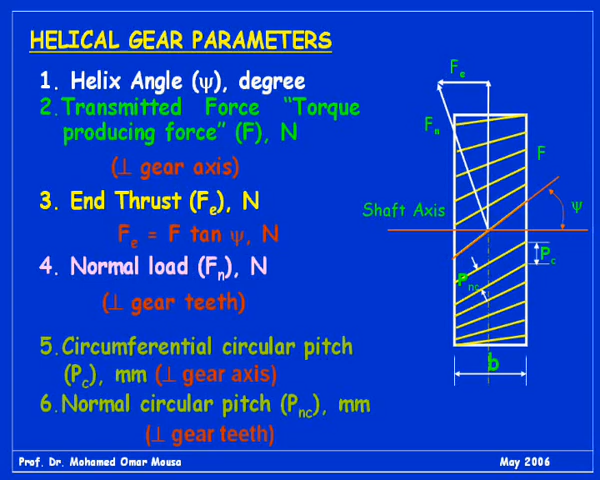 HELICAL GEAR PARAMETERS
1. Helix Angle (ψ), degree
2.Transmitted Force “Torque
producing force” (F), N
(⊥ gear axis)
3. End Thrust (Fe), N
Fe = F tan ψ, N
4. Normal load (Fn), N
(⊥ gear teeth)
5.Circumferential circular pitch
(Pc), mm (⊥ gear axis)
6.Normal circular pitch (Pnc), mm
(⊥ gear teeth)
Fe
Fn
F
Shaft Axis
ψ
Pc
Pnc
b
Prof. Dr. Mohamed Omar Mousa
May 2006